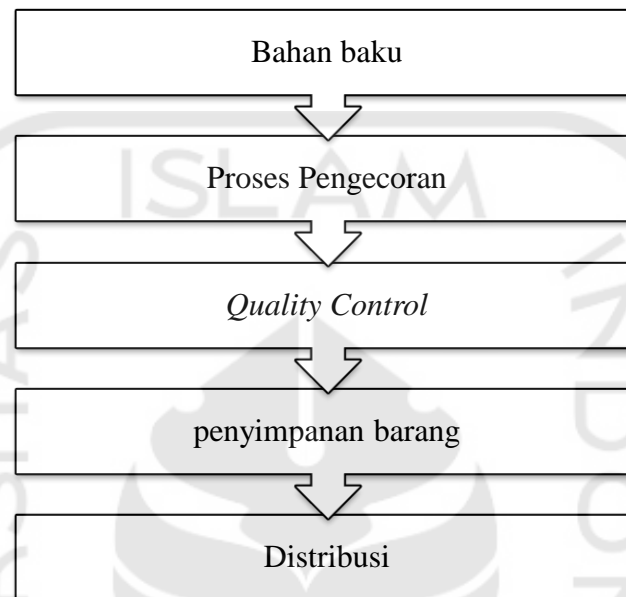 Bahan baku
Proses Pengecoran
ISLAM
Quality Control
penyimpanan barang
Distribusi